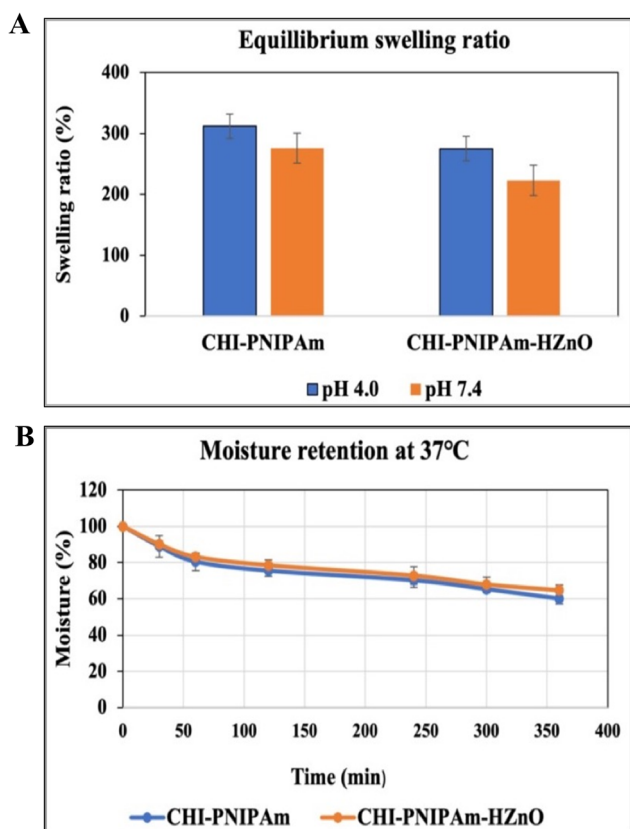 A
Equillibrium swelling ratio
Swelling ratio (%)
400
300
200
100
0
CHI-PNIPAm CHI-PNIPAm-HZnO
pH 4.0 pH 7.4
B
Moisture retention at 37℃
Moisture (%)
120
100
80
60
40
20
0
0 50 100 150 200 250 300 350 400
Time (min)
CHI-PNIPAm CHI-PNIPAm-HZnO